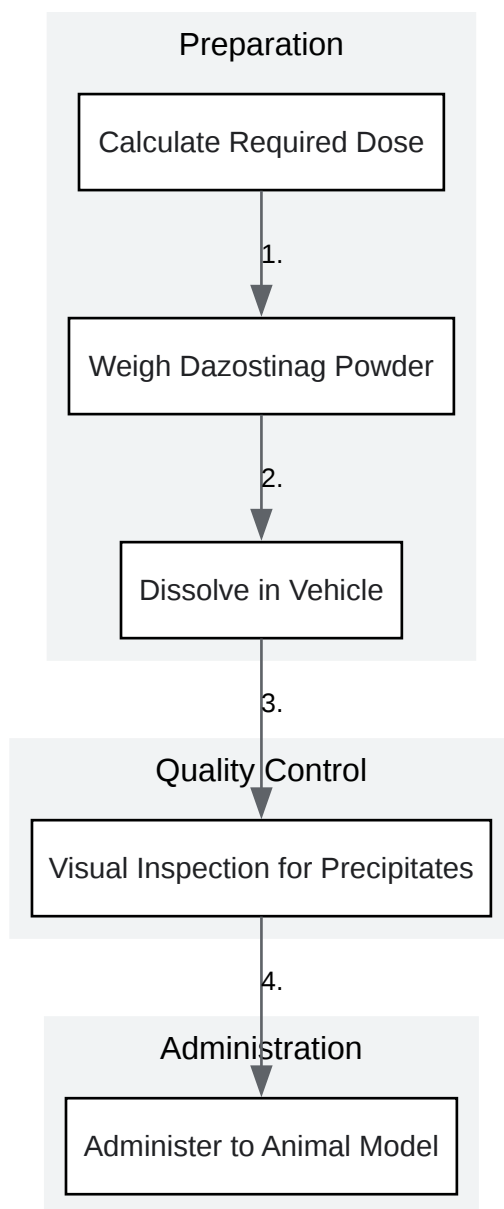 Preparation
Calculate Required Dose
1.
Weigh Dazostinag Powder
2.
Dissolve in Vehicle
3.
Quality Control
Visual Inspection for Precipitates
4.
Administration
Administer to Animal Model